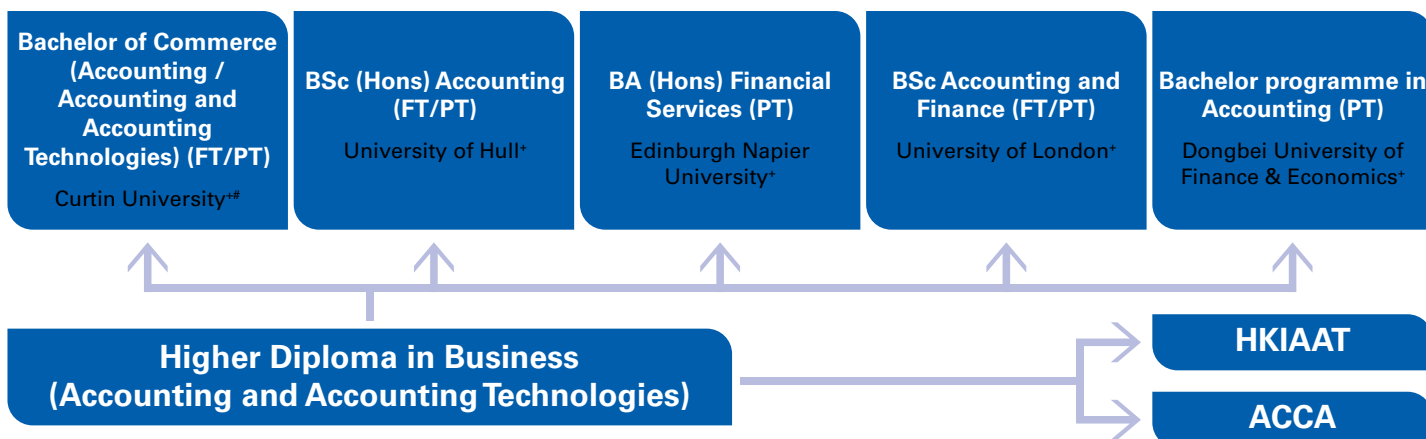 Bachelor of Commerce
(Accounting /
Accounting and
Accounting
Technologies) (FT/PT)
Curtin University⁺#
BSc (Hons) Accounting
(FT/PT)
University of Hull⁺
BA (Hons) Financial
Services (PT)
Edinburgh Napier
University⁺
BSc Accounting and
Finance (FT/PT)
University of London⁺
Bachelor programme in
Accounting (PT)
Dongbei University of
Finance & Economics⁺
Higher Diploma in Business
(Accounting and Accounting Technologies)
HKIAAT
ACCA